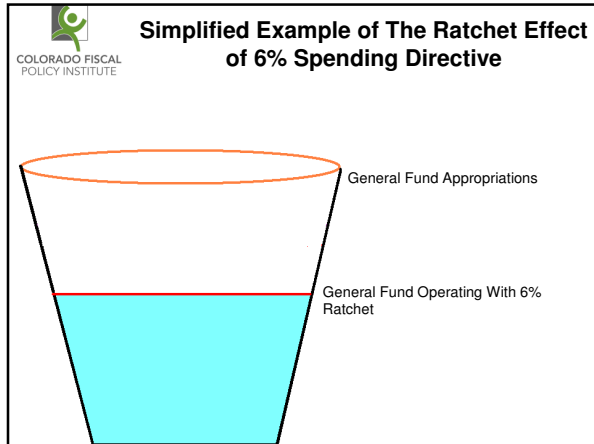 COLORADO FISCAL
POLICY INSTITUTE
Simplified Example of The Ratchet Effect
of 6% Spending Directive
General Fund Appropriations
General Fund Operating With 6%
Ratchet